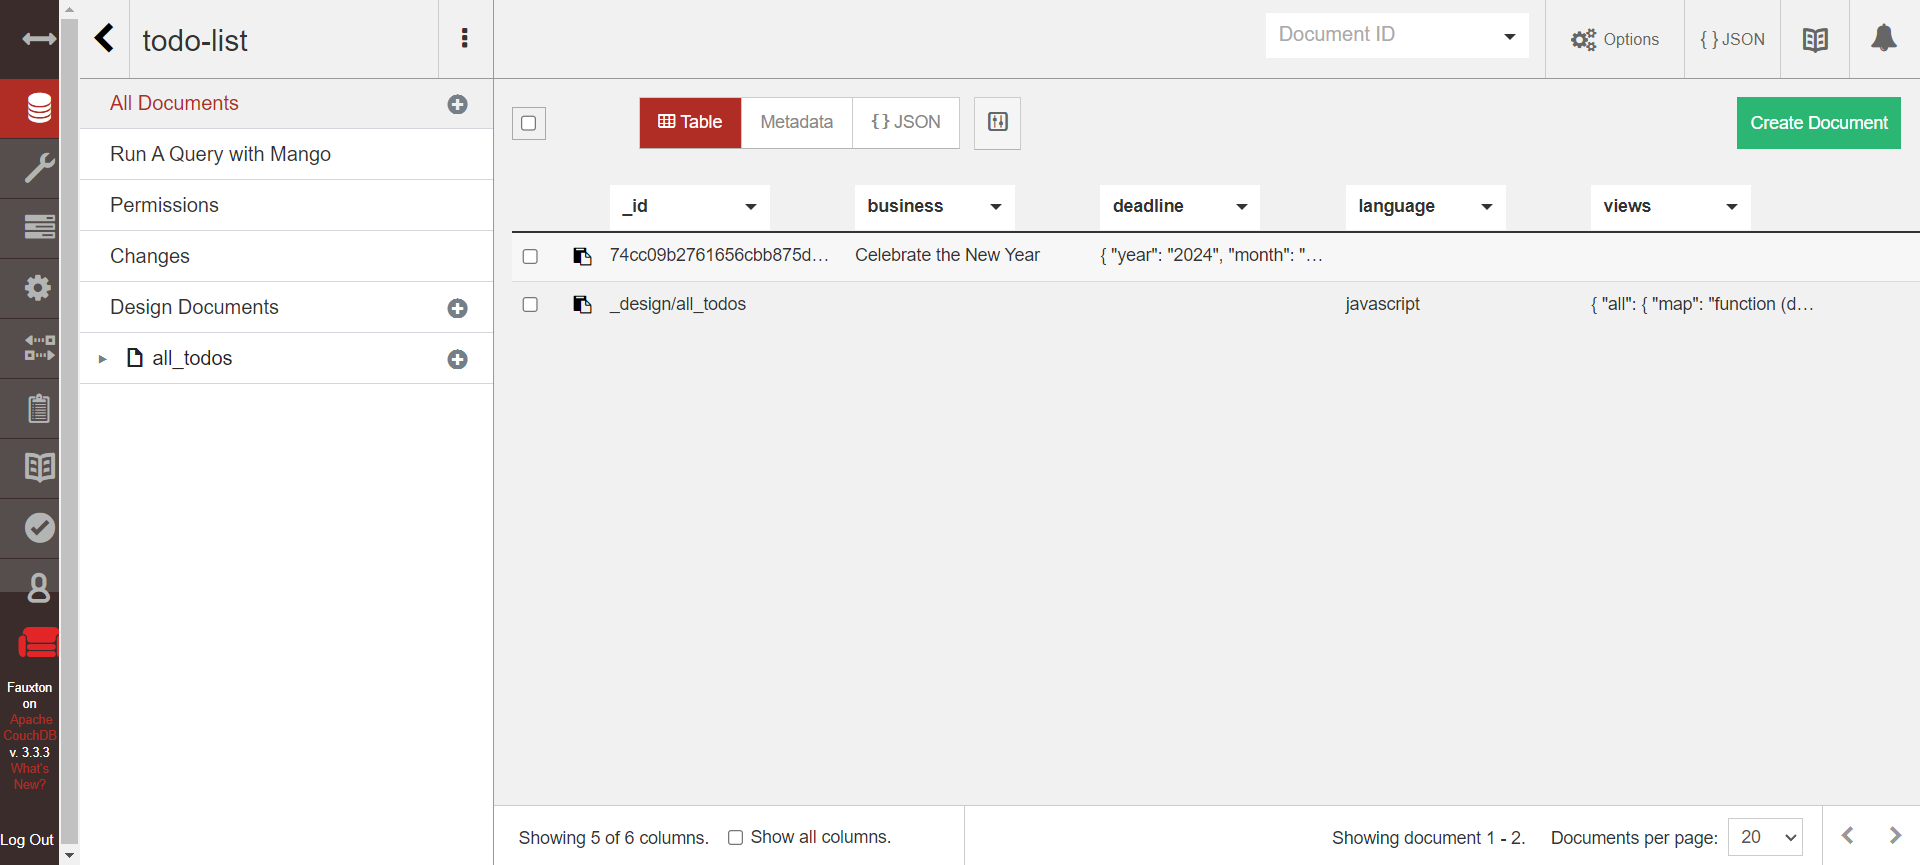 todo-list
Document ID
Options
{ } JSON
All Documents
Run A Query with Mango
Permissions
Changes
Design Documents
all_todos
Table
Metadata
{ } JSON
Create Document
_id business deadline language views
74cc09b2761656cbb875d... Celebrate the New Year { "year": "2024", "month": "...
_design/all_todos javascript { "all": { "map": "function (d...
Fauxton
on
Apache
CouchDB
v. 3.3.3
What's
New?
Log Out
Showing 5 of 6 columns. Show all columns.
Showing document 1 - 2. Documents per page: 20